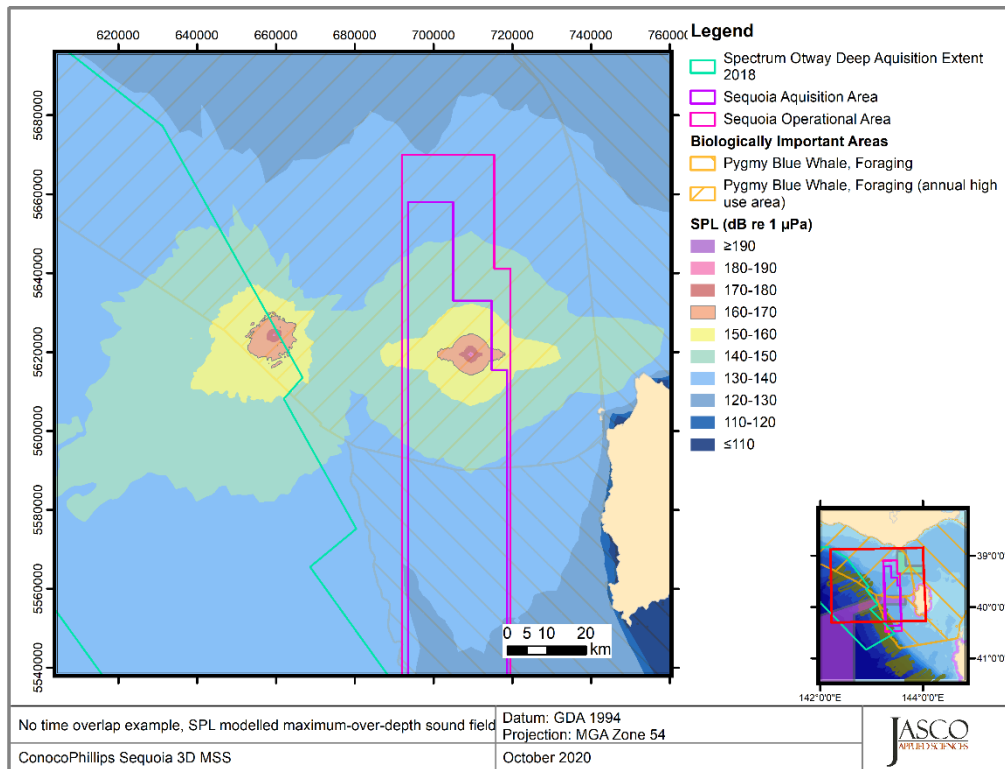 620000 640000 660000 680000 700000 720000 740000 760000
5680000
5660000
5640000
5620000
5600000
5580000
5560000
5540000
0 5 10 20
km
Legend
Spectrum Otway Deep Aquisition Extent
2018
Sequoia Aquisition Area
Sequoia Operational Area
Biologically Important Areas
Pygmy Blue Whale, Foraging
Pygmy Blue Whale, Foraging (annual high
use area)
SPL (dB re 1 µPa)
≥190
180-190
170-180
160-170
150-160
140-150
130-140
120-130
110-120
≤110
39°0'0"S
40°0'0"S
41°0'0"S
142°0'0"E 144°0'0"E
No time overlap example, SPL modelled maximum-over-depth sound field
Datum: GDA 1994
Projection: MGA Zone 54
ConocoPhillips Sequoia 3D MSS
October 2020
JASCO
APPLIED SCIENCES